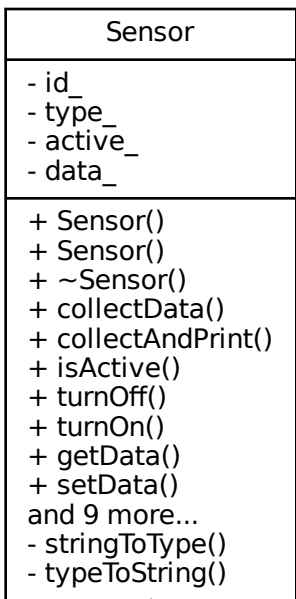 Sensor
- id_
- type_
- active_
- data_
+ Sensor()
+ Sensor()
+ ~Sensor()
+ collectData()
+ collectAndPrint()
+ isActive()
+ turnOff()
+ turnOn()
+ getData()
+ setData()
and 9 more...
- stringToType()
- typeToString()